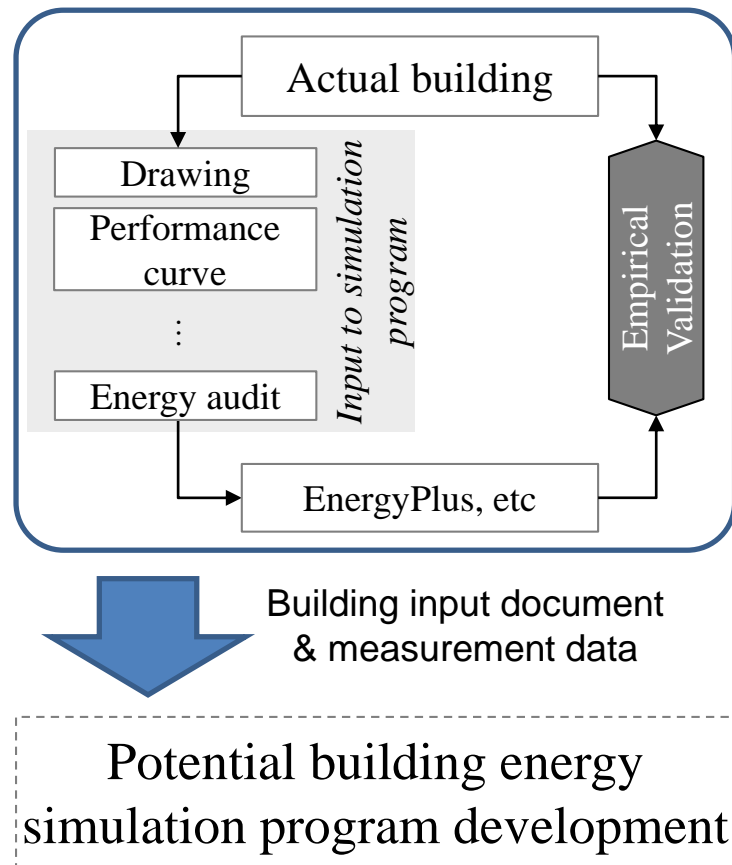 Actual building
Drawing
Performance
curve
⋮
Energy audit
Input to simulation
program
Empirical
Validation
EnergyPlus, etc
Building input document
& measurement data
Potential building energy
simulation program development